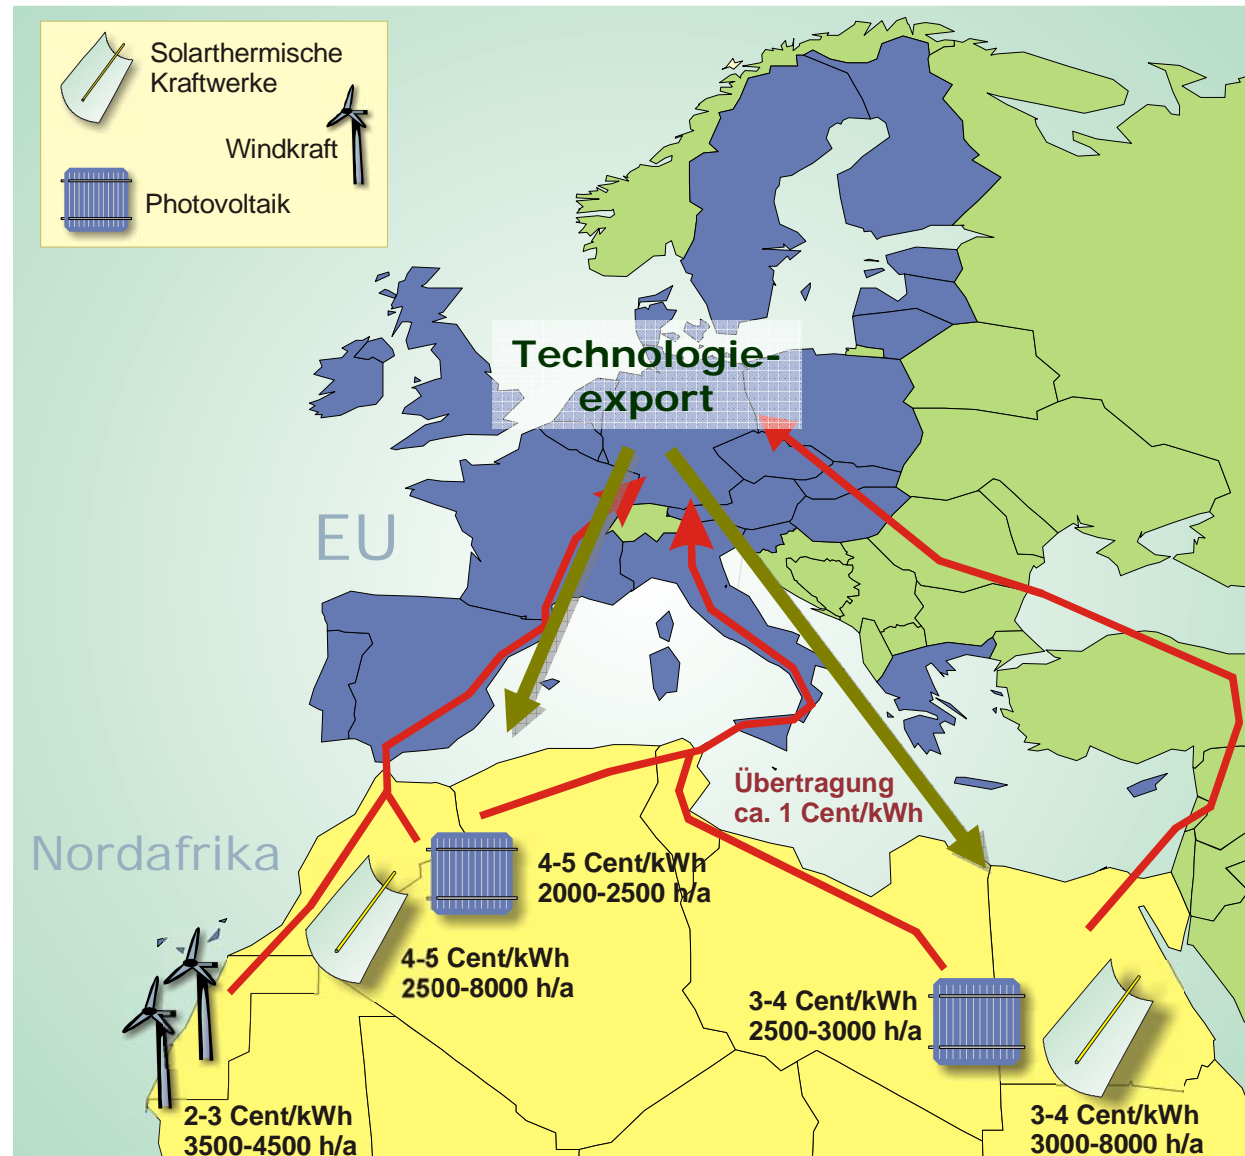 Solarthermische
Kraftwerke
Windkraft
Photovoltaik
Technologie-
export
EU
Nordafrika
Übertragung
ca. 1 Cent/kWh
4-5 Cent/kWh
2000-2500 h/a
4-5 Cent/kWh
2500-8000 h/a
3-4 Cent/kWh
2500-3000 h/a
2-3 Cent/kWh
3500-4500 h/a
3-4 Cent/kWh
3000-8000 h/a